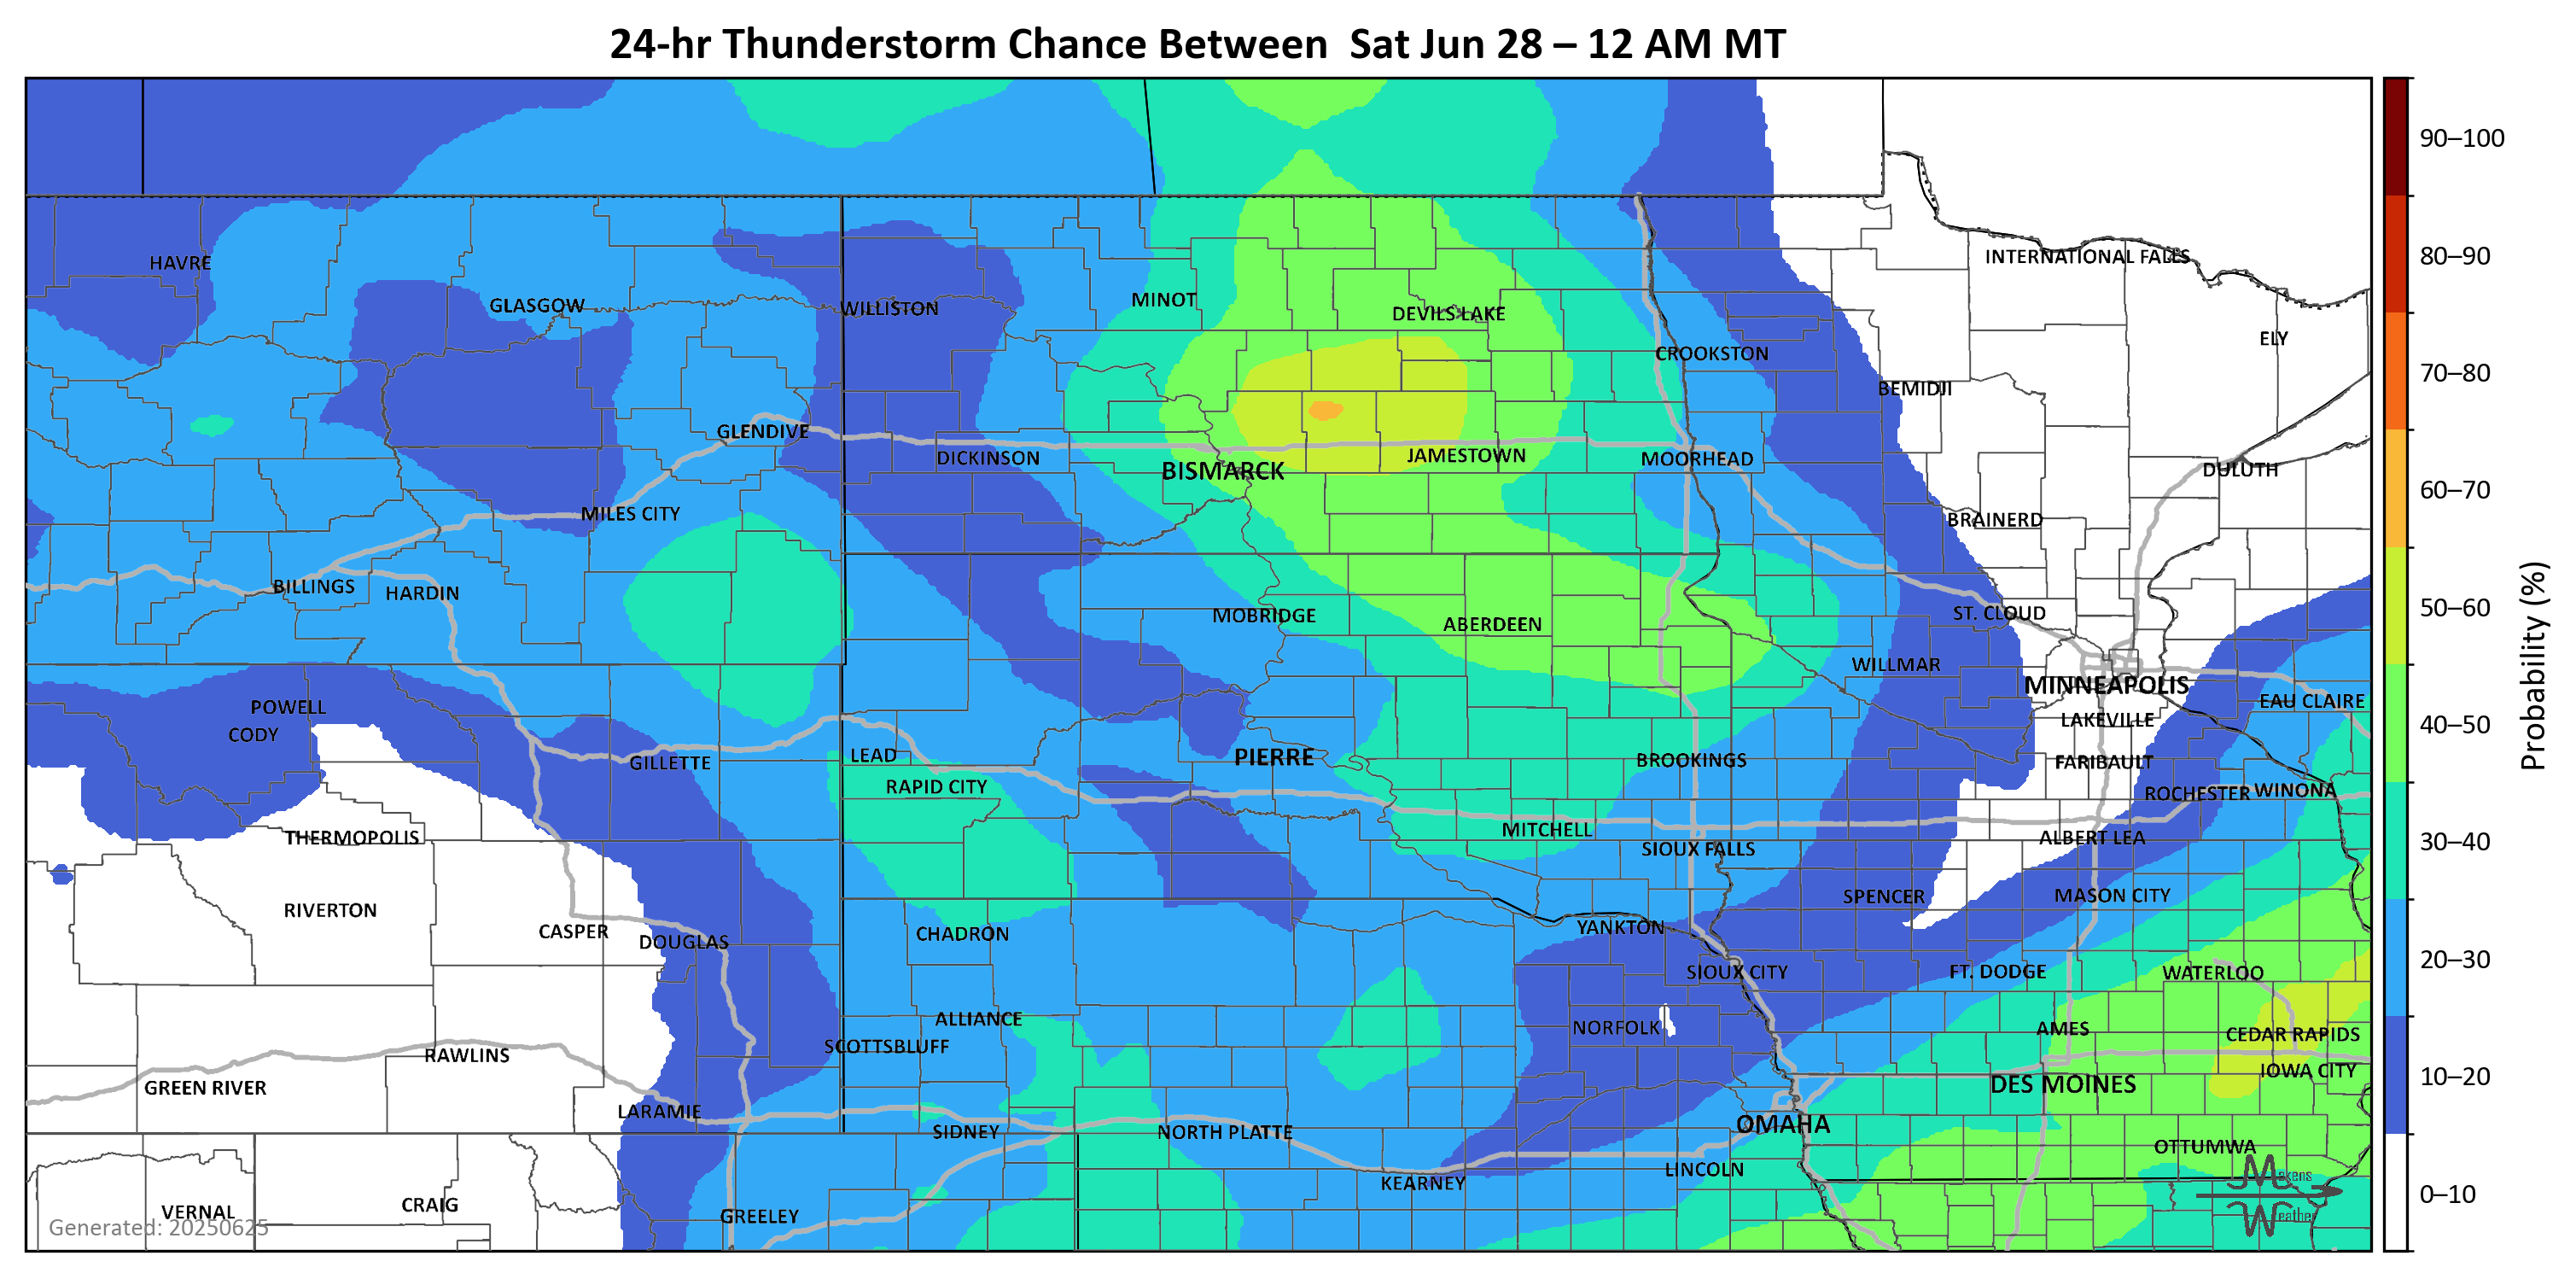 24-hr Thunderstorm Chance Between  Sat Jun 28 – 12 AM MT
90–100
INTERNATIONAL FALLS
80–90
HAVRE
MINOT
GLASGOW
WILLISTON
DEVILS LAKE
ELY
CROOKSTON
70–80
BEMIDJI
GLENDIVE
DICKINSON
JAMESTOWN
MOORHEAD
BISMARCK
DULUTH
60–70
MILES CITY
BRAINERD
BILLINGS
HARDIN
50–60
MOBRIDGE
ABERDEEN
ST. CLOUD
WILLMAR
Probability (%)
MINNEAPOLIS
EAU CLAIRE
POWELL
LAKEVILLE
40–50
CODY
LEAD
PIERRE
BROOKINGS
FARIBAULT
GILLETTE
RAPID CITY
ROCHESTER
WINONA
MITCHELL
THERMOPOLIS
ALBERT LEA
30–40
SIOUX FALLS
SPENCER
MASON CITY
RIVERTON
CASPER
DOUGLAS
CHADRON
YANKTON
SIOUX CITY
FT. DODGE
WATERLOO
20–30
ALLIANCE
NORFOLK
AMES
CEDAR RAPIDS
SCOTTSBLUFF
RAWLINS
IOWA CITY
GREEN RIVER
DES MOINES
10–20
LARAMIE
SIDNEY
NORTH PLATTE
OMAHA
OTTUMWA
LINCOLN
KEARNEY
Makens
0–10
CRAIG
VERNAL
GREELEY
Weather
Generated: 20250625